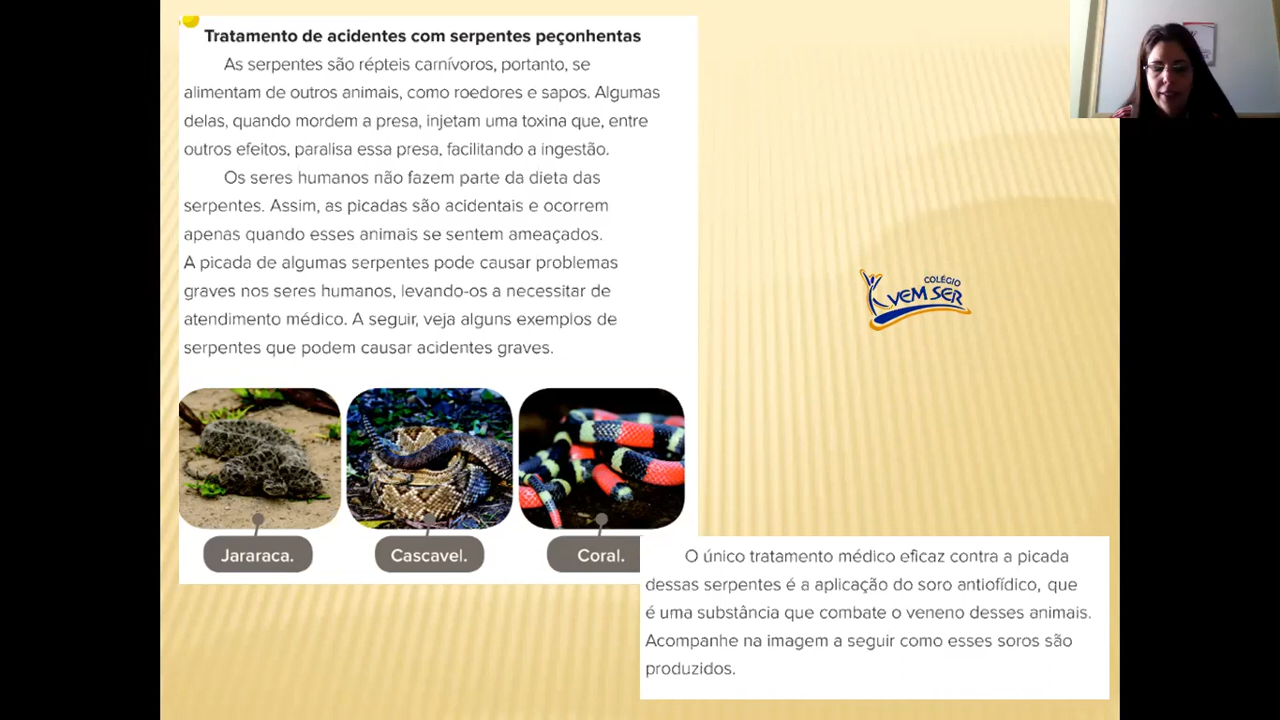 Tratamento de acidentes com serpentes peçonhentas
As serpentes são répteis carnívoros, portanto, se
alimentam de outros animais, como roedores e sapos. Algumas
delas, quando mordem a presa, injetam uma toxina que, entre
outros efeitos, paralisa essa presa, facilitando a ingestão.
Os seres humanos não fazem parte da dieta das
serpentes. Assim, as picadas são acidentais e ocorrem
apenas quando esses animais se sentem ameaçados.
A picada de algumas serpentes pode causar problemas
graves nos seres humanos, levando-os a necessitar de
atendimento médico. A seguir, veja alguns exemplos de
serpentes que podem causar acidentes graves.
Jararaca.
Cascavel.
Coral.
COLÉGIO
VEM SER
O único tratamento médico eficaz contra a picada
dessas serpentes é a aplicação do soro antiofídico, que
é uma substância que combate o veneno desses animais.
Acompanhe na imagem a seguir como esses soros são
produzidos.